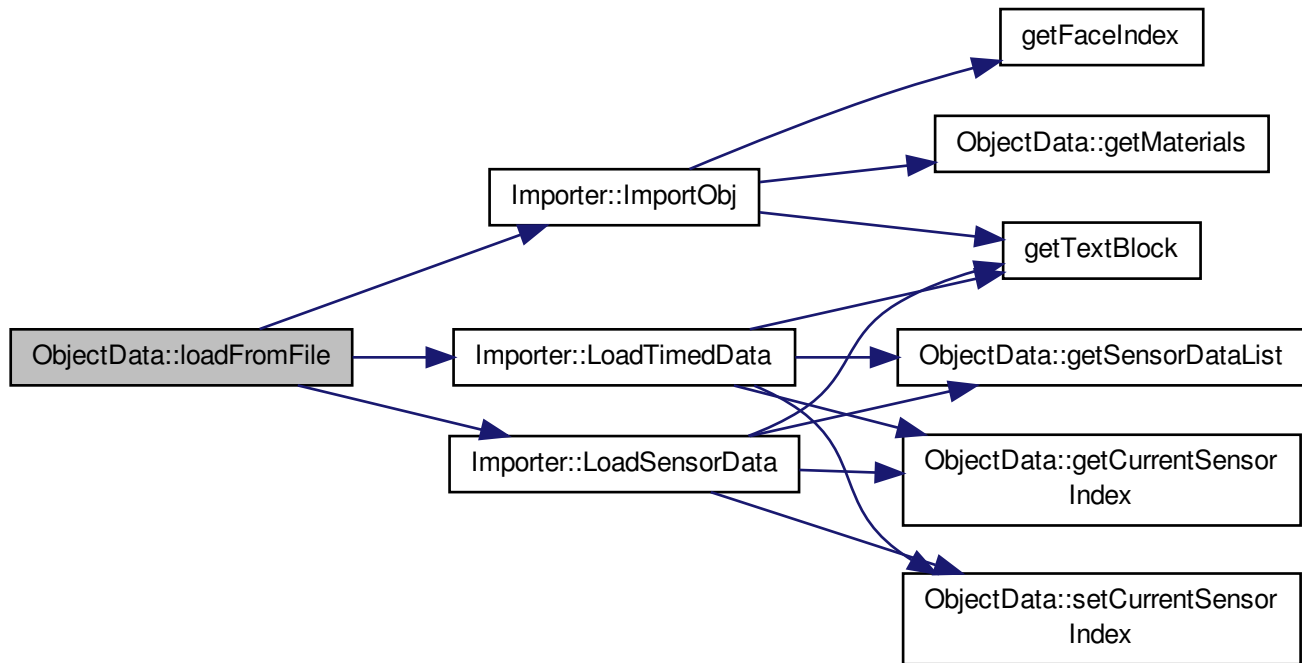 getFaceIndex
ObjectData::getMaterials
Importer::ImportObj
getTextBlock
ObjectData::loadFromFile
Importer::LoadTimedData
ObjectData::getSensorDataList
Importer::LoadSensorData
ObjectData::getCurrentSensor
Index
ObjectData::setCurrentSensor
Index